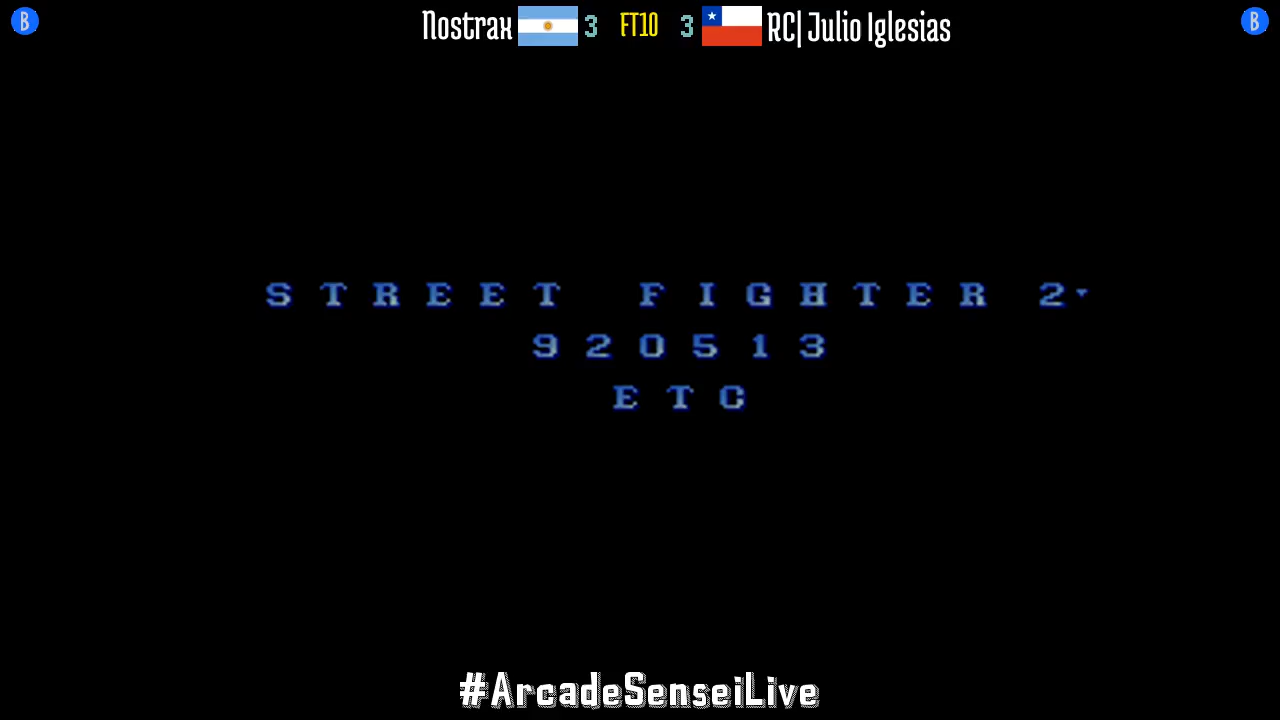 B Nostrax 3 FT10 3 RC| Julio Iglesias B
STREET FIGHTER 2'
920513
ETC
#ArcadeSenseiLive